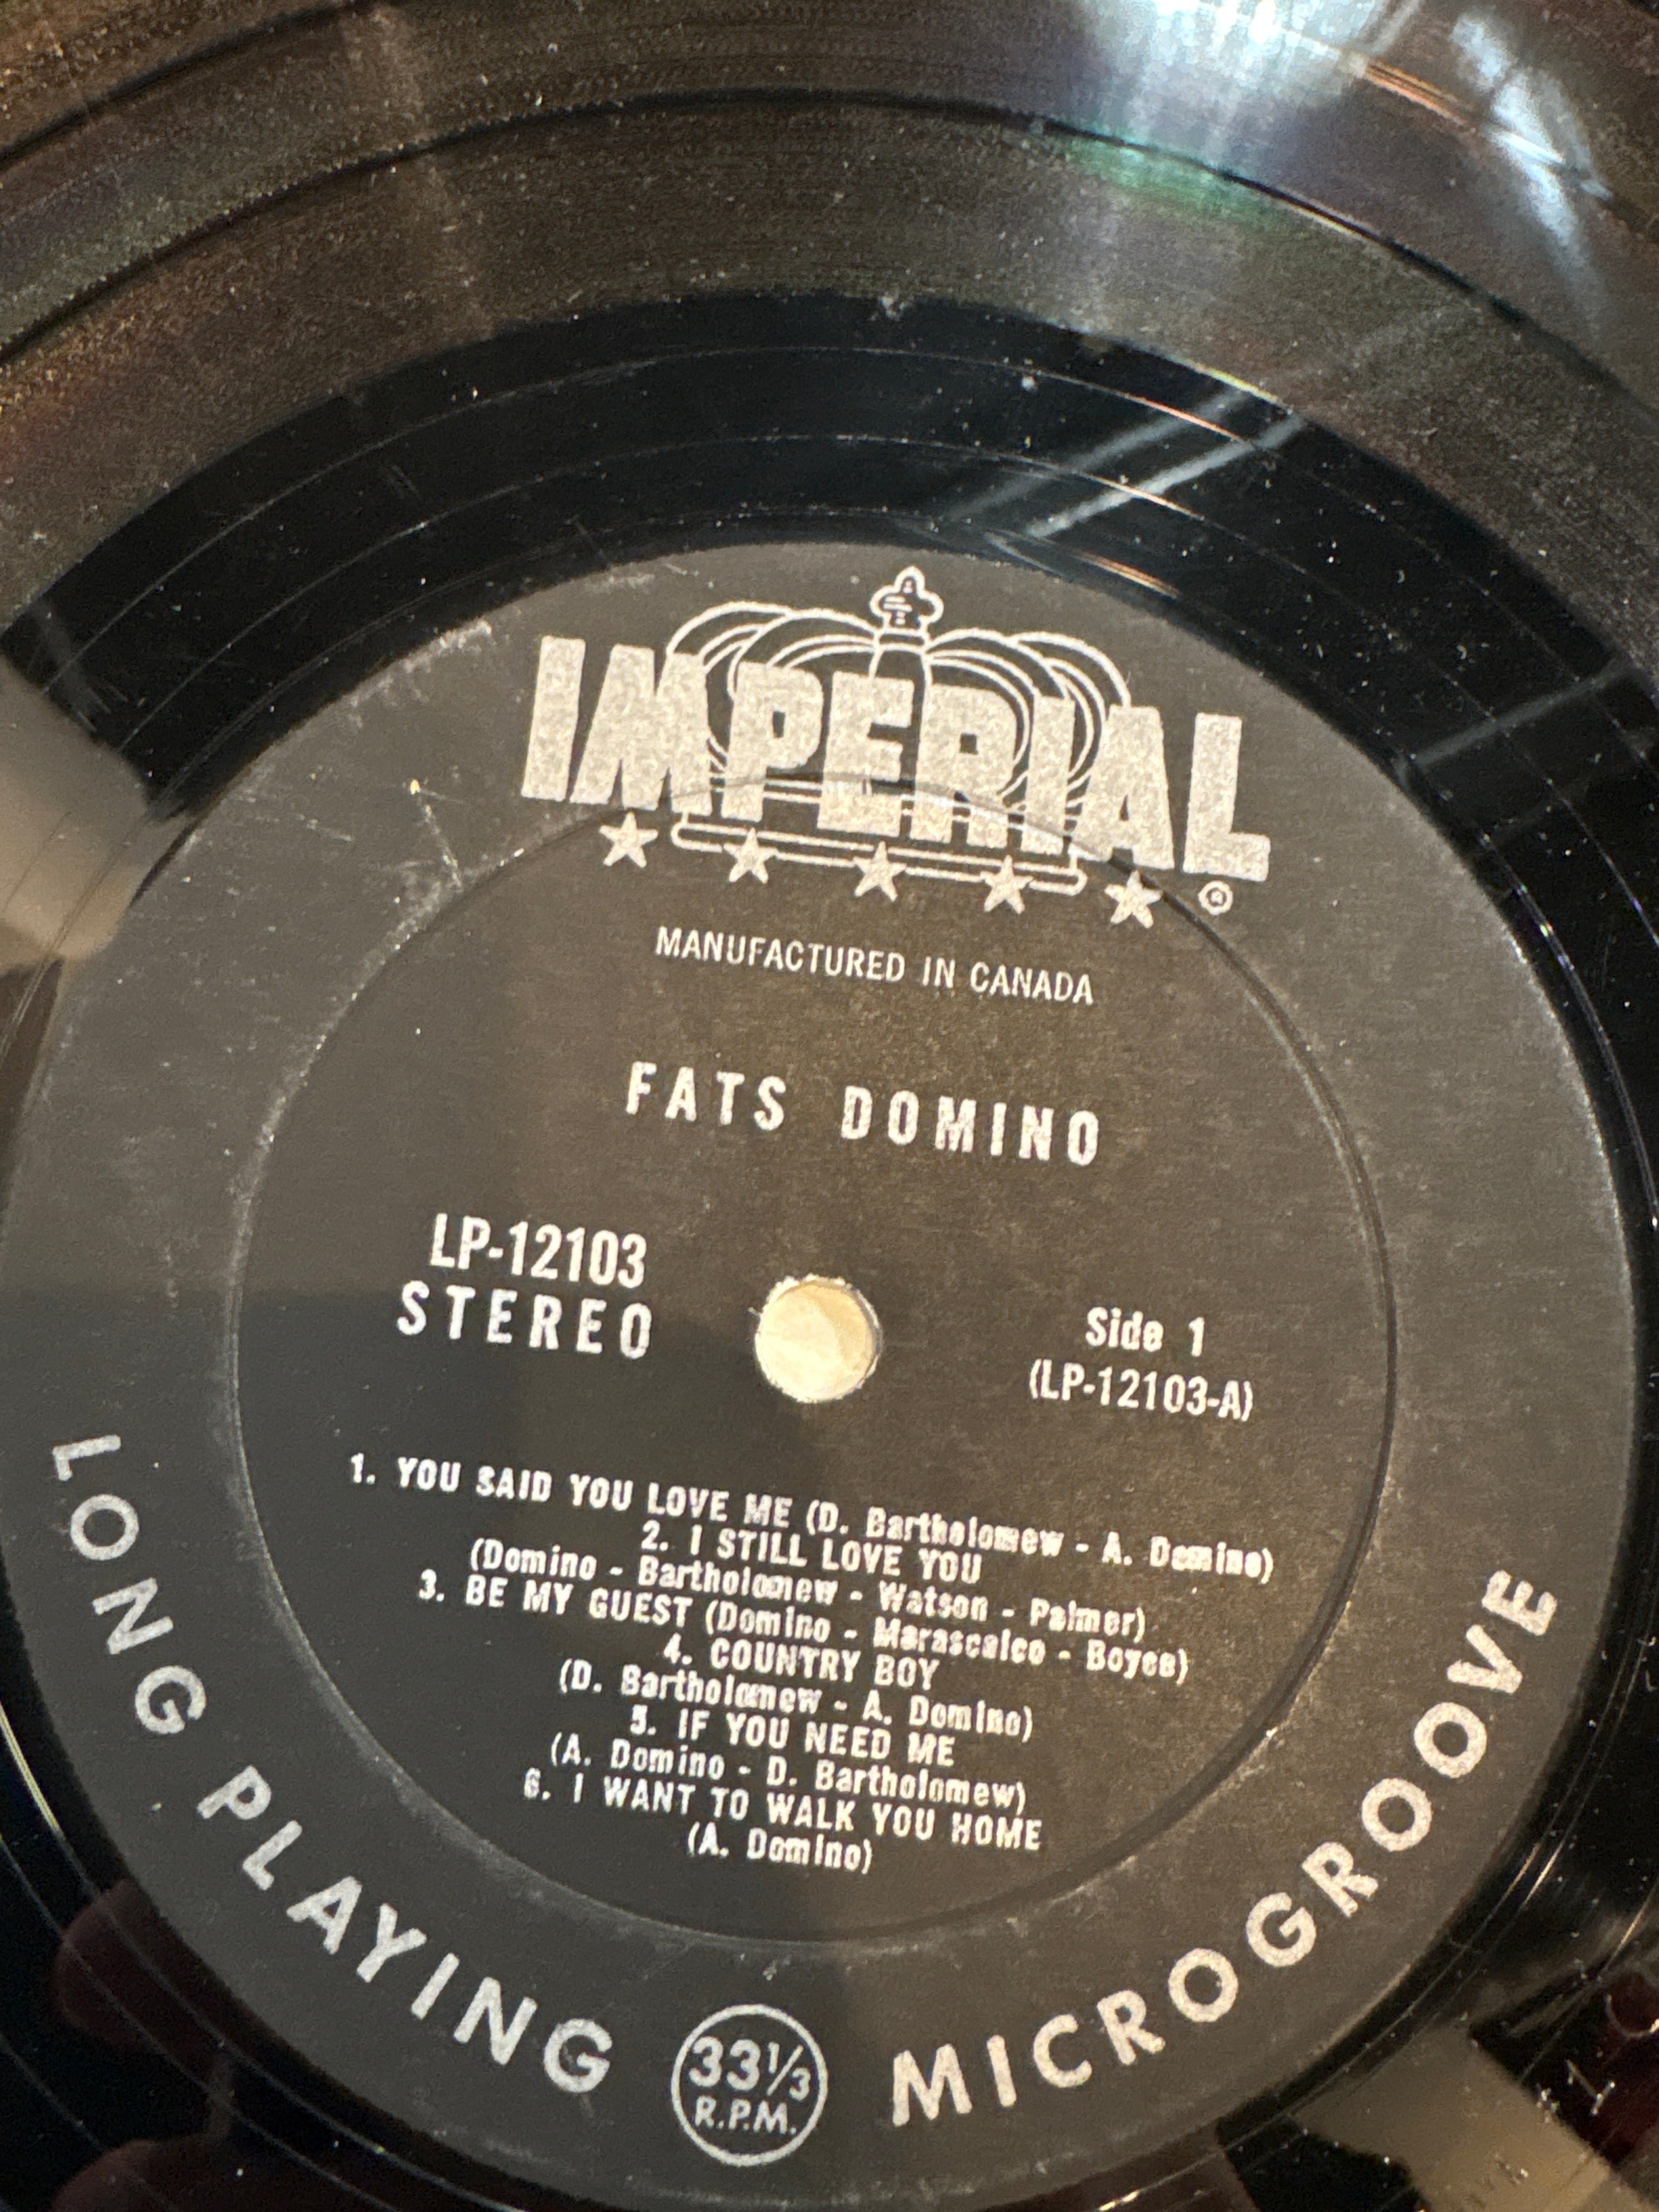 IMPERIAL ®
MANUFACTURED IN CANADA
FATS DOMINO
LP-12103
STEREO
Side 1
(LP-12103-A)
1. YOU SAID YOU LOVE ME (D. Bartholomew - A. Domino)
2. I STILL LOVE YOU
(Domino - Bartholomew - Watson - Palmer)
3. BE MY GUEST (Domino - Marascalco - Boyce)
4. COUNTRY BOY
(D. Bartholomew - A. Domino)
5. IF YOU NEED ME
(A. Domino - D. Bartholomew)
6. I WANT TO WALK YOU HOME
(A. Domino)
LONG PLAYING
33⅓
R.P.M.
MICROGROOVE